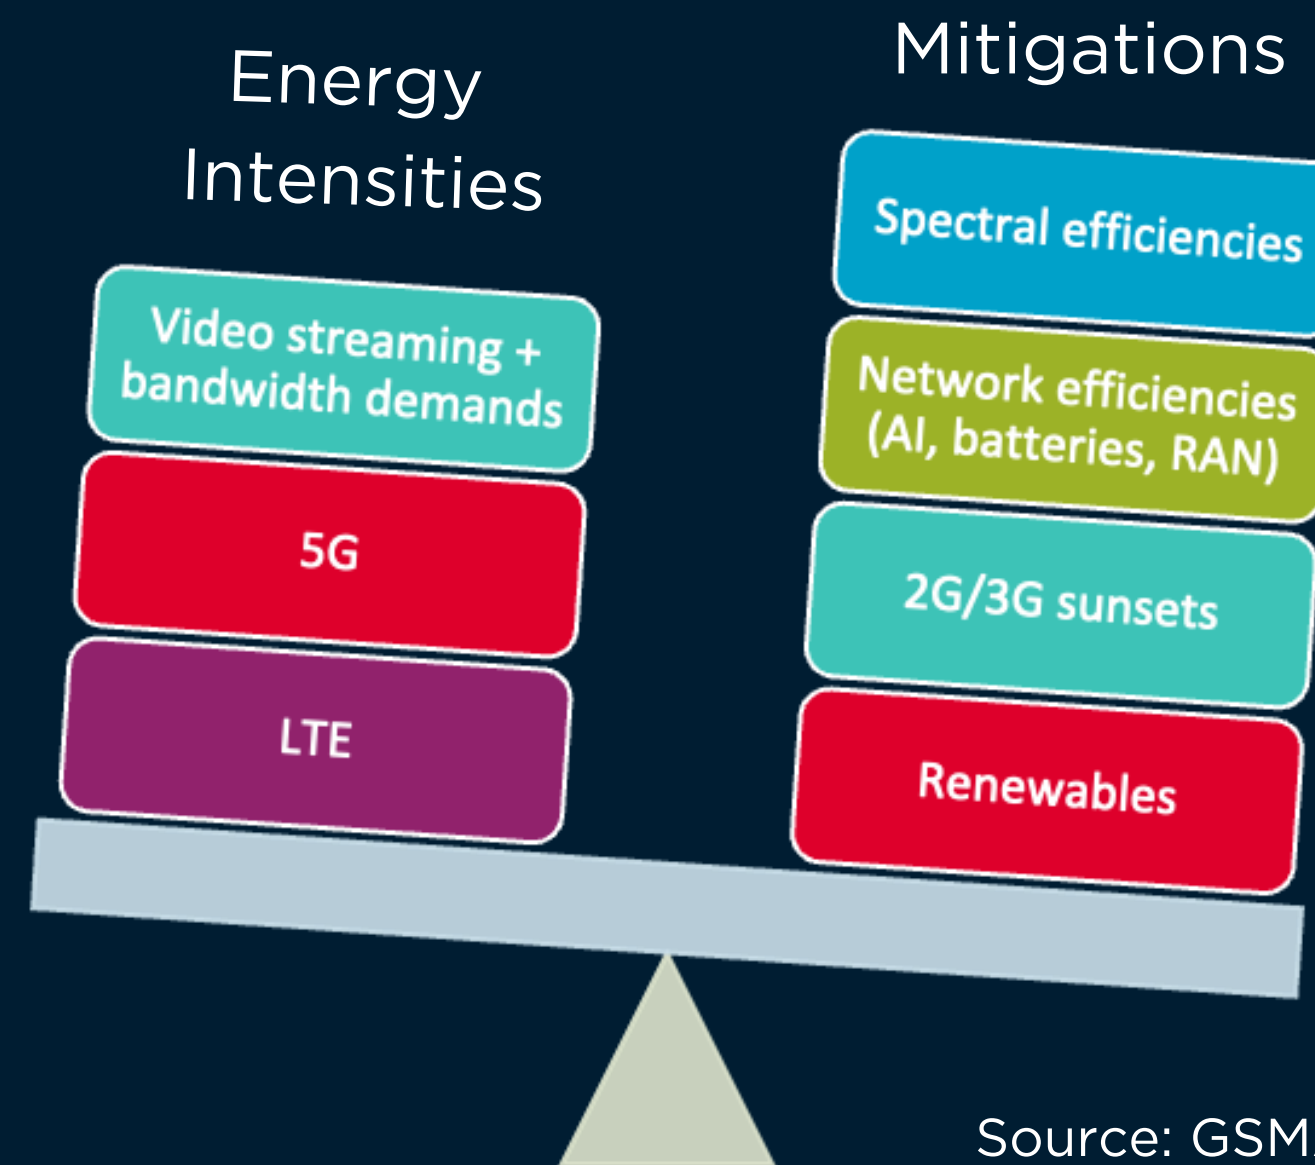 Energy
Intensities
Video streaming +
bandwidth demands
5G
LTE
Mitigations
Spectral efficiencies
Network efficiencies
(AI, batteries, RAN)
2G/3G sunsets
Renewables
Source: GSM